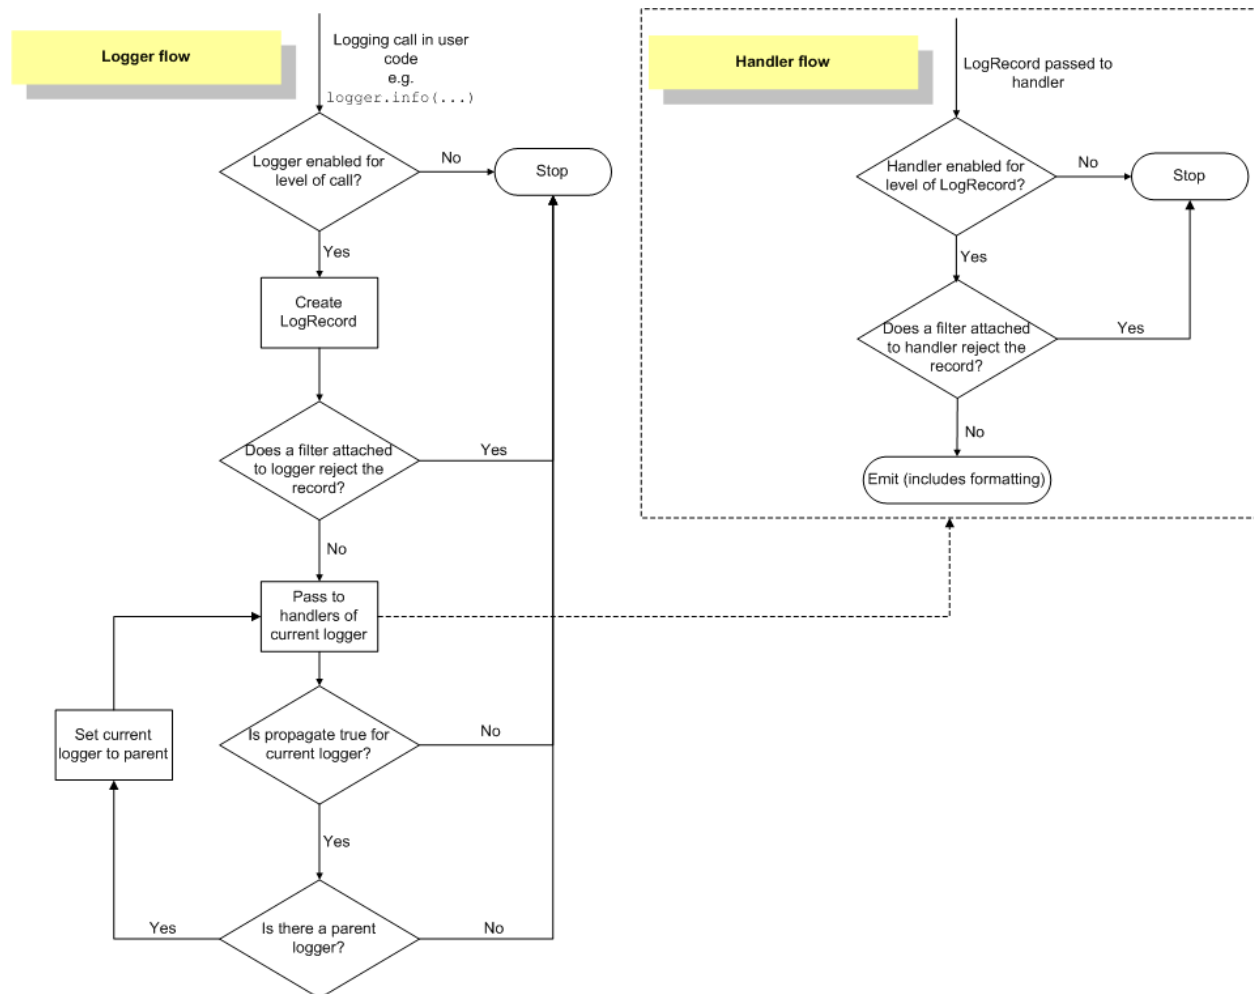 Logger flow
Logging call in user
code
e.g.
logger.info(...)
Logger enabled for
level of call?
No
Stop
Yes
Create
LogRecord
Does a filter attached
to logger reject the
record?
Yes
No
Pass to
handlers of
current logger
Set current
logger to parent
Is propagate true for
current logger?
No
Yes
Is there a parent
logger?
Yes
No
Handler flow
LogRecord passed to
handler
Handler enabled for
level of LogRecord?
No
Stop
Yes
Does a filter attached
to handler reject the
record?
Yes
No
Emit (includes formatting)